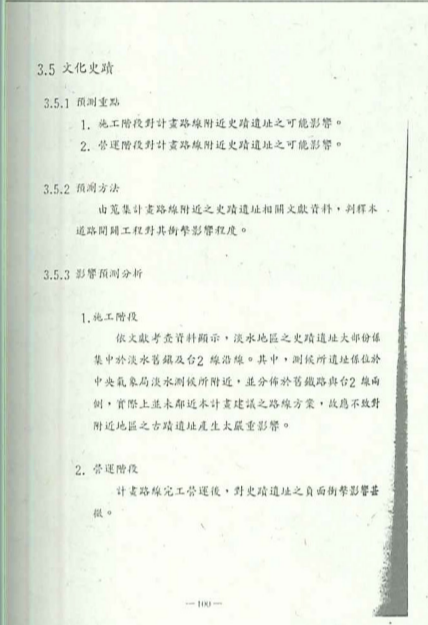 3.5 文化史蹟
3.5.1 預測重點
1. 施工階段對計畫路線附近史蹟遺址之可能影響。
2. 營運階段對計畫路線附近史蹟遺址之可能影響。
3.5.2 預測方法
由蒐集計畫路線附近之史蹟遺址相關文獻資料，判釋本
道路開闢工程對其衝擊影響程度。
3.5.3 影響預測分析
1.施工階段
依文獻考查資料顯示，淡水地區之史蹟遺址大部份係
集中於淡水舊鎮及台2 線沿線。其中，測候所遺址係位於
中央氣象局淡水測候所附近，並分佈於舊鐵路與台2 線兩
側，實際上並未鄰近本計畫建議之路線方案，故應不致對
附近地區之古蹟遺址產生太嚴重影響。
2. 營運階段
計畫路線完工營運後，對史蹟遺址之負面衝擊影響甚
微。
—100—